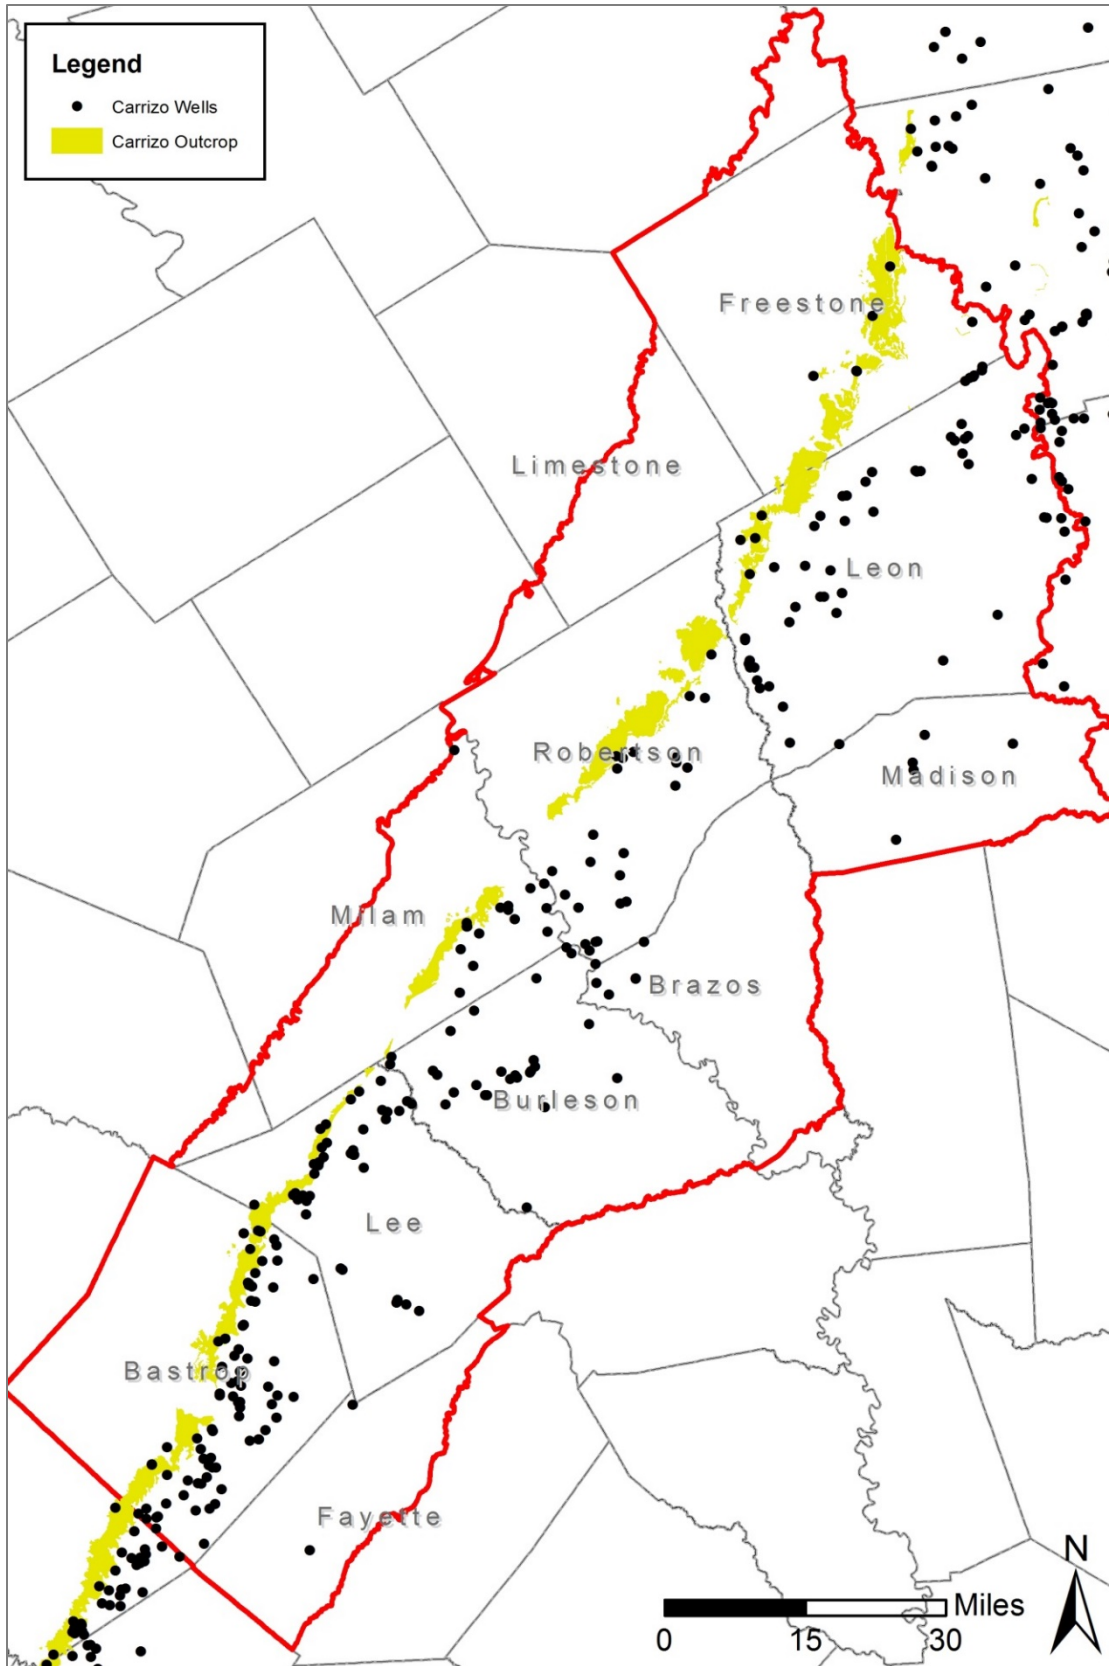 Legend
Carrizo Wells
Carrizo Outcrop
Freestone
Limestone
Leon
Robertson
Madison
Milam
Brazos
Burleson
Lee
Bastrop
Fayette
N
Miles
0 15 30